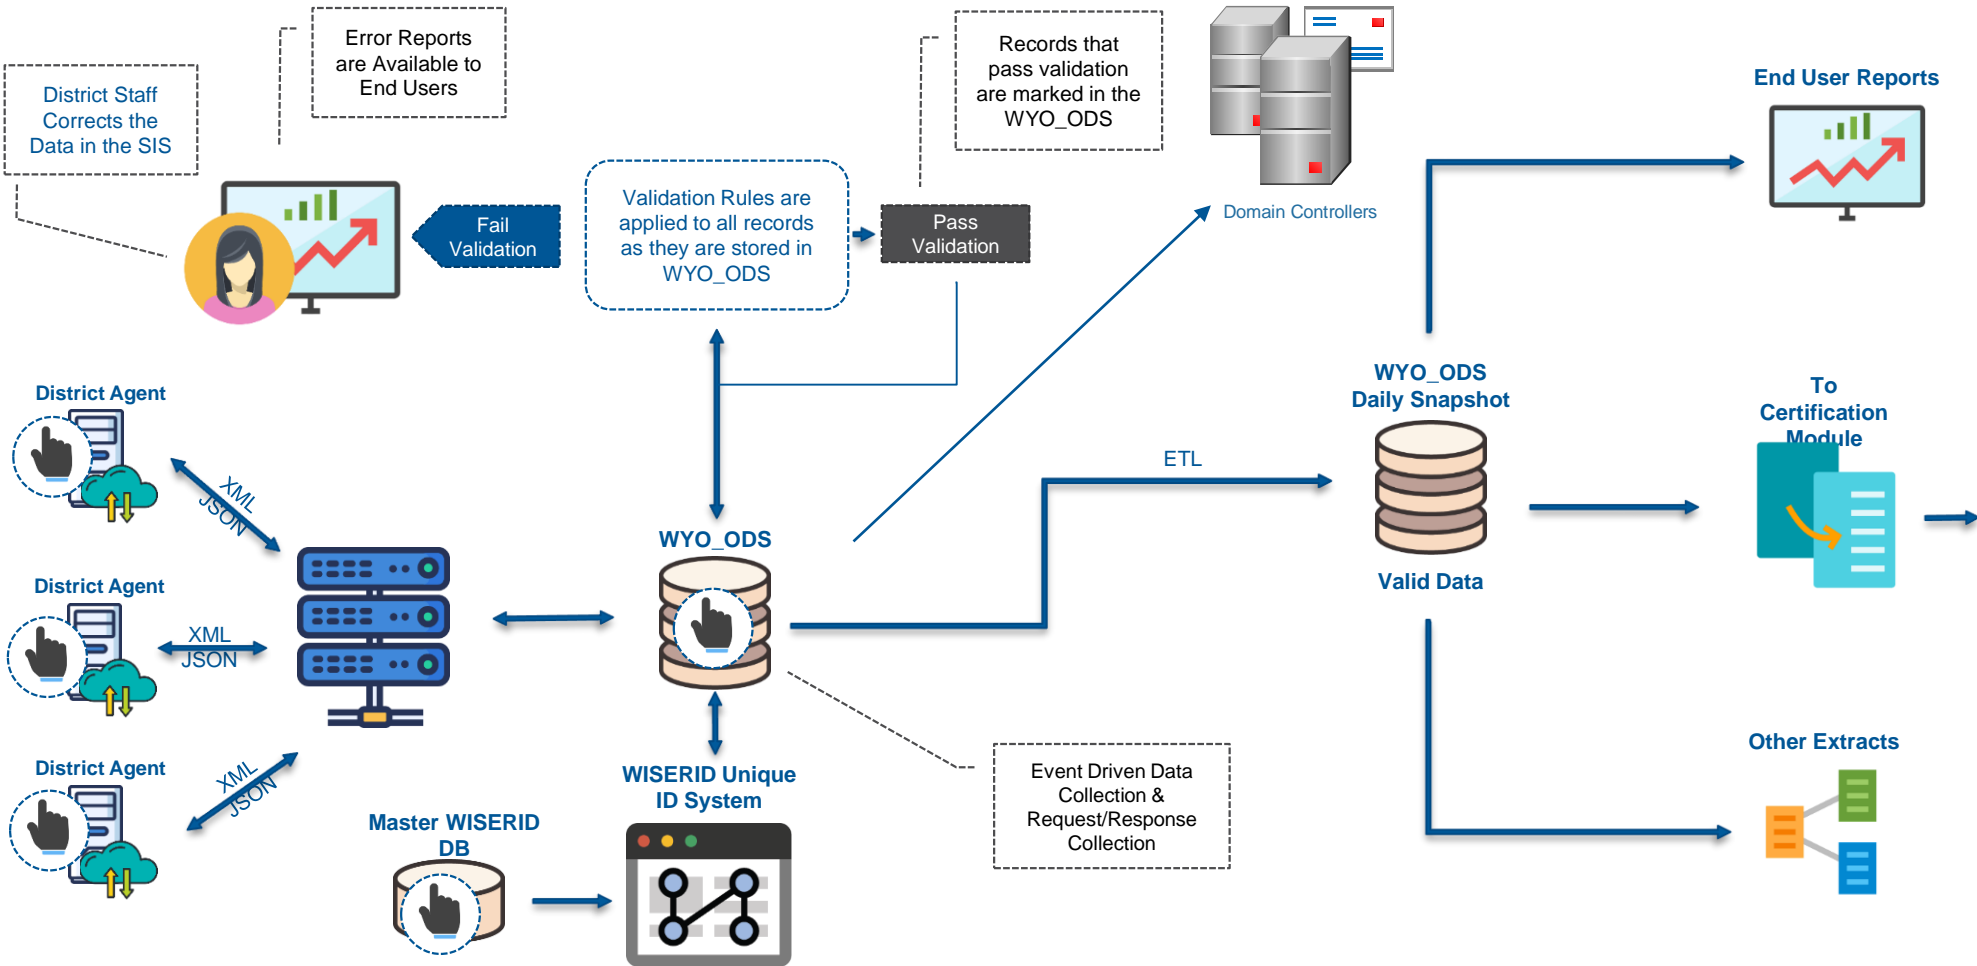 District Staff
Corrects the
Data in the SIS
Error Reports
are Available to
End Users
Records that
pass validation
are marked in the
WYO_ODS
End User Reports
Fail
Validation
Validation Rules are
applied to all records
as they are stored in
WYO_ODS
Pass
Validation
Domain Controllers
District Agent
XML
JSON
District Agent
XML
JSON
District Agent
XML
JSON
WYO_ODS
ETL
WYO_ODS
Daily Snapshot
Valid Data
To
Certification
Module
Other Extracts
WISERID Unique
ID System
Master WISERID
DB
Event Driven Data
Collection &
Request/Response
Collection